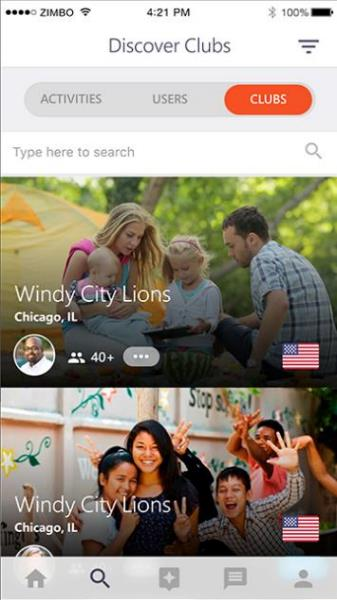 ZIMBO 4:21 PM 100%
Discover Clubs
ACTIVITIES USERS CLUBS
Type here to search
Windy City Lions
Chicago, IL
40+
Stop
Windy City Lions
Chicago, IL